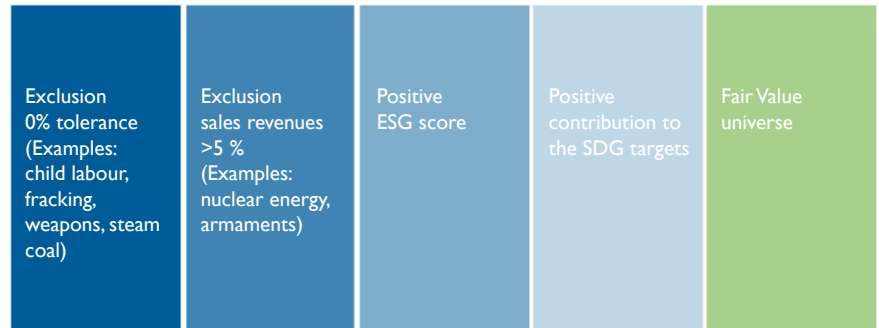 Exclusion
0% tolerance
(Examples:
child labour,
fracking,
weapons, steam
coal)
Exclusion
sales revenues
>5 %
(Examples:
nuclear energy,
armaments)
Positive
ESG score
Positive
contribution to
the SDG targets
Fair Value
universe